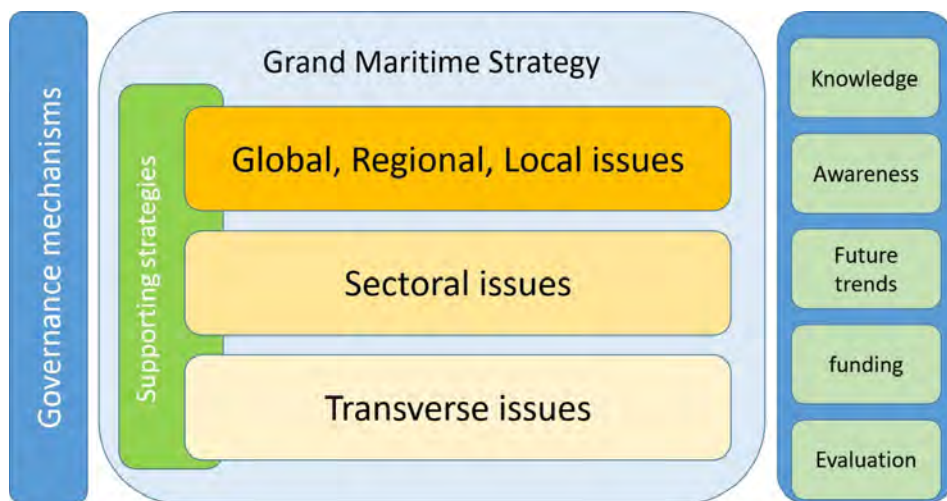 Governance mechanisms
Grand Maritime Strategy
Supporting strategies
Global, Regional, Local issues
Sectoral issues
Transverse issues
Knowledge
Awareness
Future
trends
funding
Evaluation